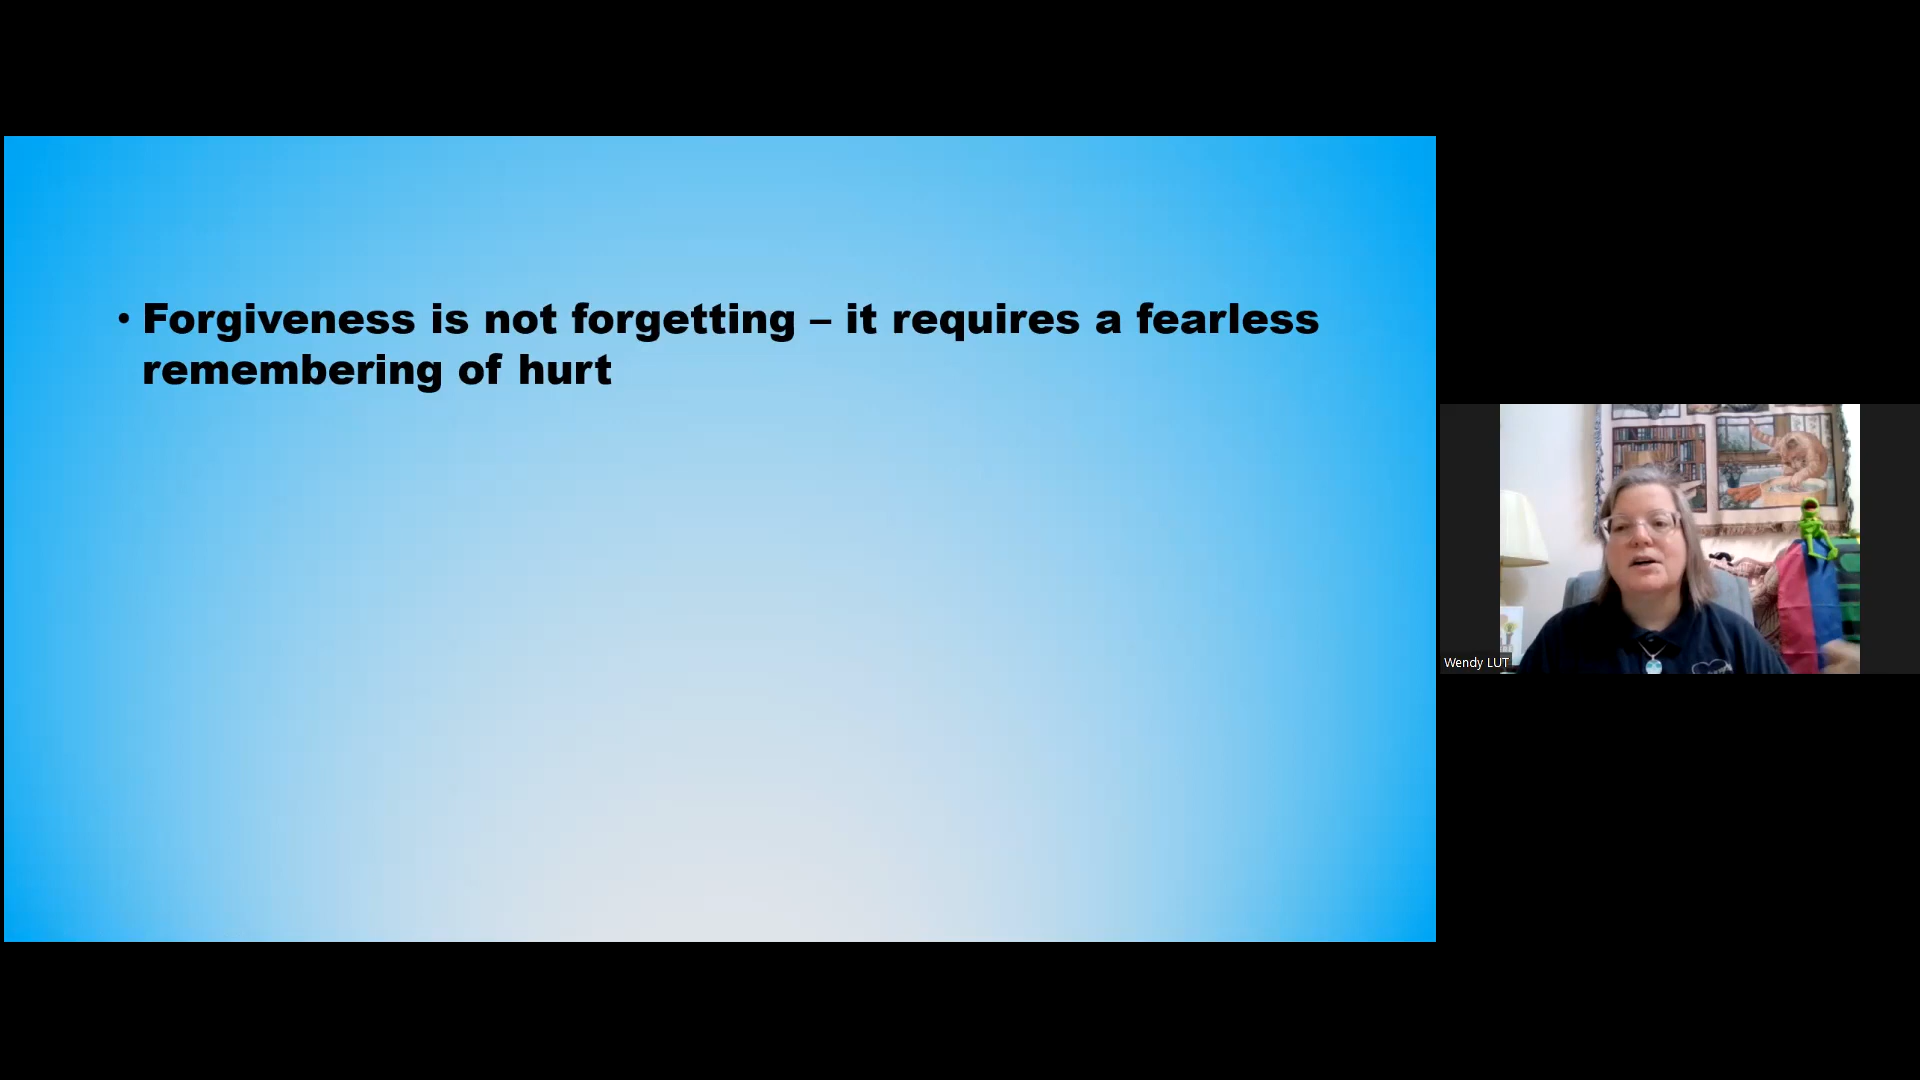 • Forgiveness is not forgetting – it requires a fearless
remembering of hurt
Wendy LUT